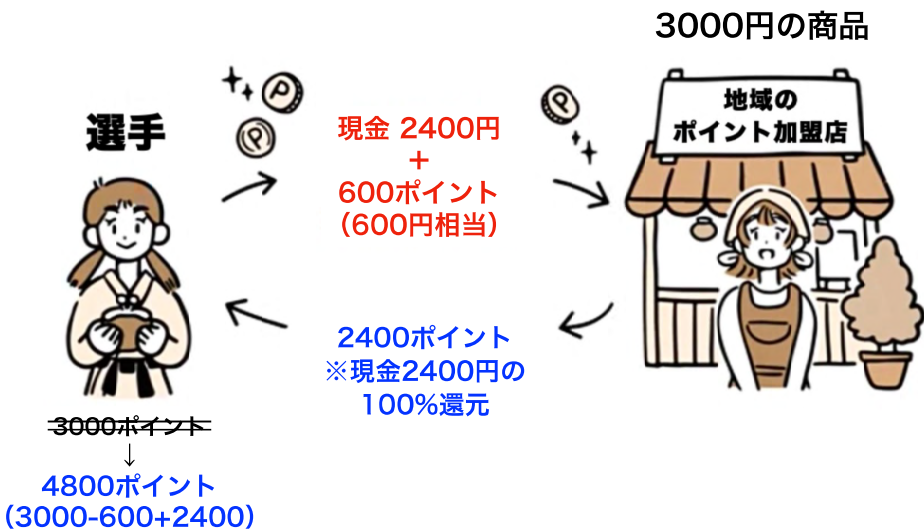 3000円の商品
地域の
ポイント加盟店
選手
P
P
P
現金 2400円
+
600ポイント
(600円相当)
2400ポイント
※現金2400円の
100%還元
3000ポイント
↓
4800ポイント
(3000-600+2400)